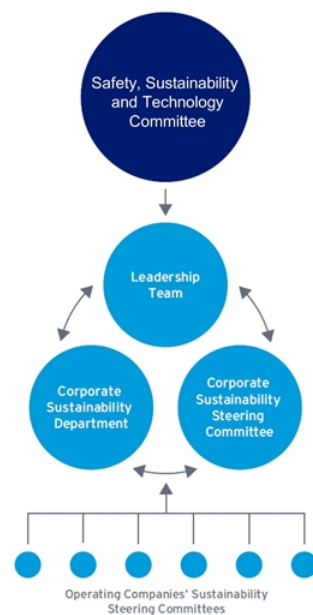 Safety, Sustainability
and Technology
Committee
Leadership
Team
Corporate
Sustainability
Department
Corporate
Sustainability
Steering
Committee
Operating Companies' Sustainability
Steering Committees